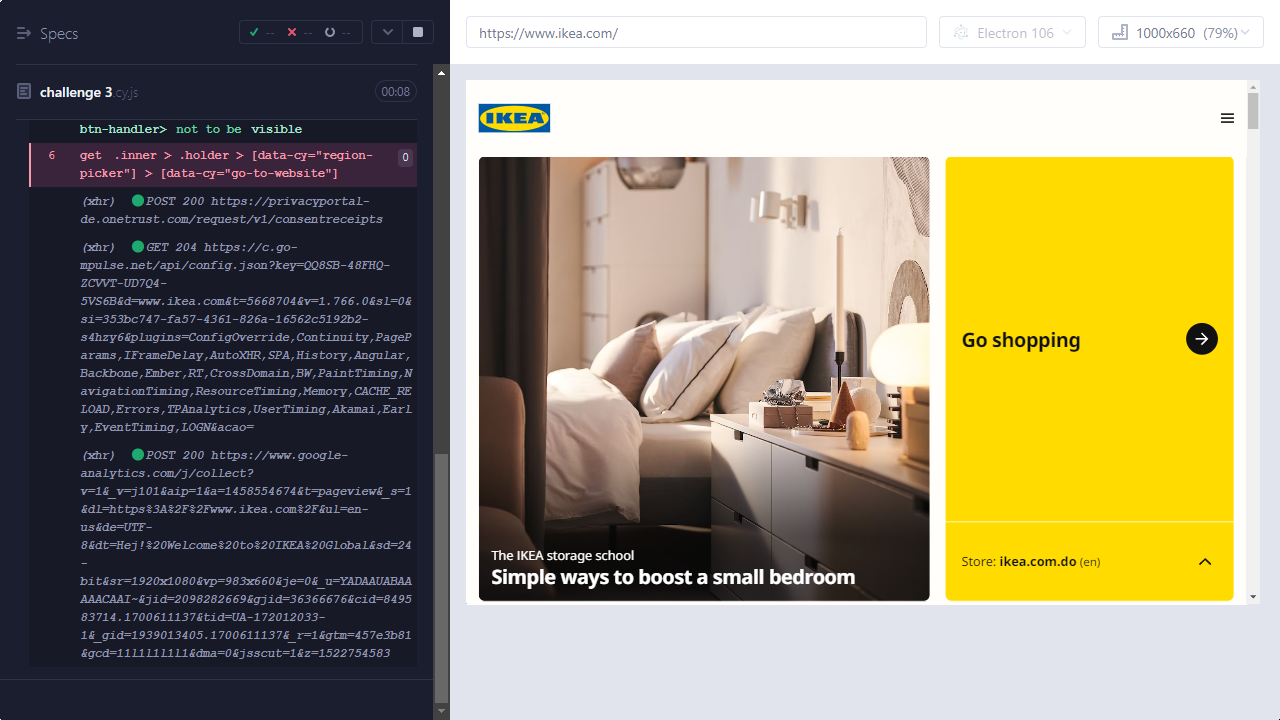 Specs
--
--
--
https://www.ikea.com/
Electron 106
1000x660 (79%)
challenge 3.cy.js
00:08
btn-handler> not to be visible
6 get .inner > .holder > [data-cy="region-
picker"] > [data-cy="go-to-website"]
0
(xhr) POST 200 https://privacyportal-
de.onetrust.com/request/v1/consentreceipts
(xhr) GET 204 https://c.go-
mpulse.net/api/config.json?key=QQ8SB-48FHQ-
ZCVVT-UD7Q4-
5VS6B&d=www.ikea.com&t=5668704&v=1.766.0&sl=0&
si=353bc747-fa57-4361-826a-16562c5192b2-
s4hzy6&plugins=ConfigOverride,Continuity,PageP
arams,IFrameDelay,AutoXHR,SPA,History,Angular,
Backbone,Ember,RT,CrossDomain,BW,PaintTiming,N
avigationTiming,ResourceTiming,Memory,CACHE_RE
LOAD,Errors,TPAnalytics,UserTiming,Akamai,Earl
y,EventTiming,LOGN&acao=
(xhr) POST 200 https://www.google-
analytics.com/j/collect?
v=1&_v=j101&aip=1&a=1458554674&t=pageview&_s=1
&dl=https%3A%2F%2Fwww.ikea.com%2F&ul=en-
us&de=UTF-
8&dt=Hej!%20Welcome%20to%20IKEA%20Global&sd=24
-
bit&sr=1920x1080&vp=983x660&je=0&_u=YADAAUABAA
AAACAAI~&jid=2098282669&gjid=36366676&cid=8495
83714.1700611137&tid=UA-172012033-
1&_gid=1939013405.1700611137&_r=1&gtm=457e3b81
&gcd=11l1l1l1l1&dma=0&jsscut=1&z=1522754583
IKEA
The IKEA storage school
Simple ways to boost a small bedroom
Go shopping
Store: ikea.com.do (en)